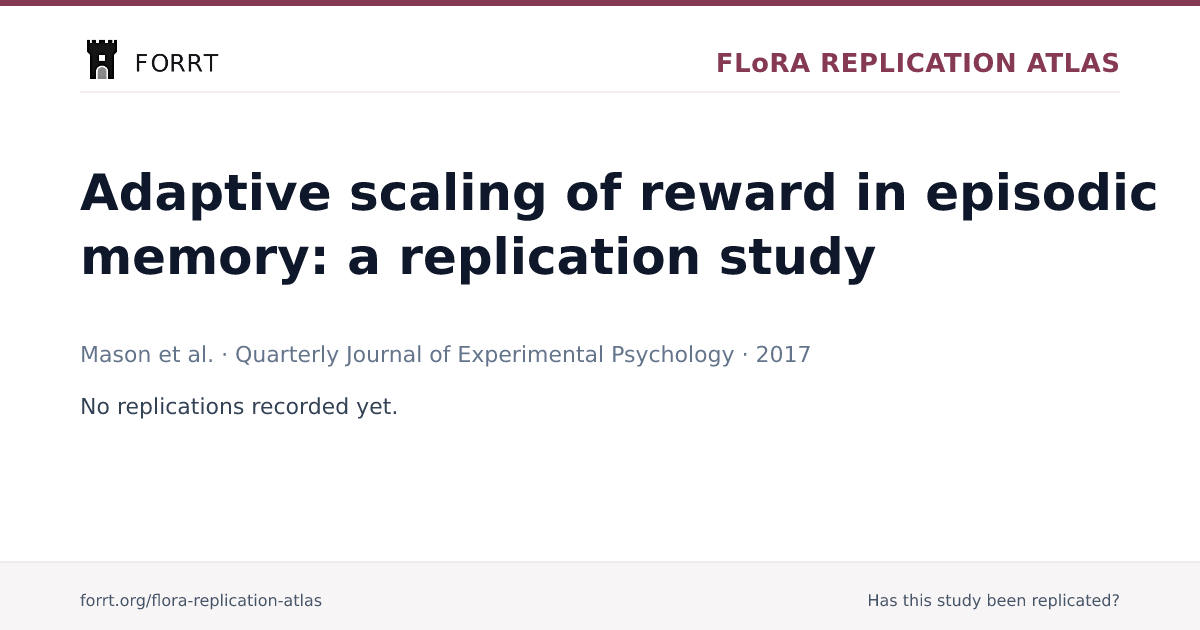 FORRT
FLoRA REPLICATION ATLAS
Adaptive scaling of reward in episodic
memory: a replication study
Mason et al. · Quarterly Journal of Experimental Psychology · 2017
No replications recorded yet.
forrt.org/flora-replication-atlas
Has this study been replicated?